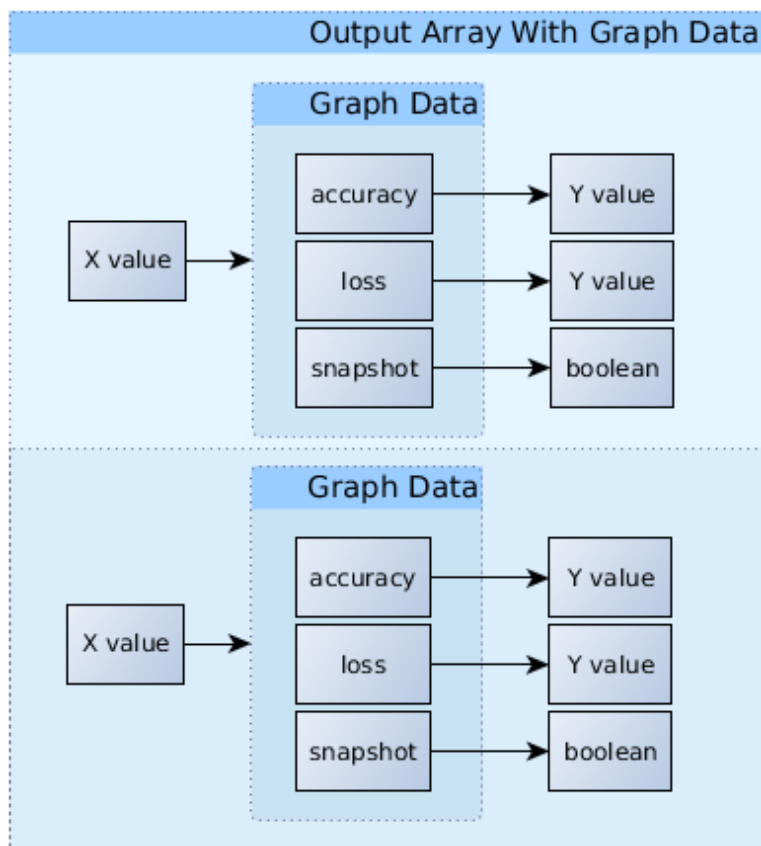 Output Array With Graph Data
Graph Data
accuracy
Y value
X value
loss
Y value
snapshot
boolean
Graph Data
accuracy
Y value
X value
loss
Y value
snapshot
boolean